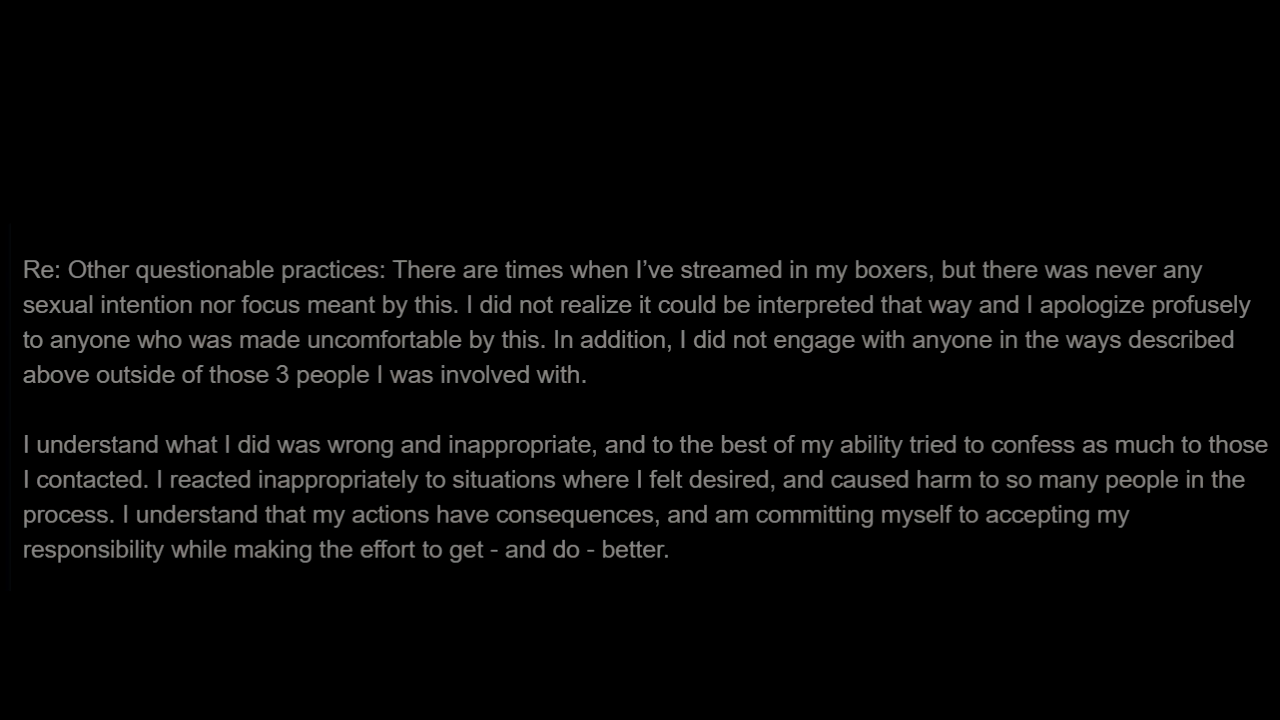 Re: Other questionable practices: There are times when I’ve streamed in my boxers, but there was never any
sexual intention nor focus meant by this. I did not realize it could be interpreted that way and I apologize profusely
to anyone who was made uncomfortable by this. In addition, I did not engage with anyone in the ways described
above outside of those 3 people I was involved with.
I understand what I did was wrong and inappropriate, and to the best of my ability tried to confess as much to those
I contacted. I reacted inappropriately to situations where I felt desired, and caused harm to so many people in the
process. I understand that my actions have consequences, and am committing myself to accepting my
responsibility while making the effort to get - and do - better.